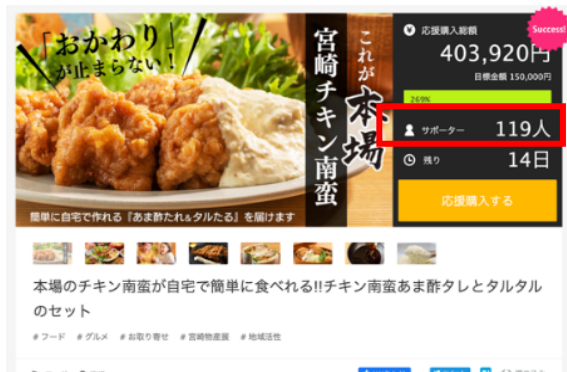 「おかわり」
が止まらない!
これが
本場
宮崎チキン南蛮
簡単に自宅で作れる『あま酢たれ&タルたる』を届けます
Success!
応援購入総額
403,920円
目標金額 150,000円
269%
サポーター 119人
残り 14日
応援購入する
本場のチキン南蛮が自宅で簡単に食べれる!!チキン南蛮あま酢タレとタルタル
のセット
#フード #グルメ #お取り寄せ #宮崎物産展 #地域活性